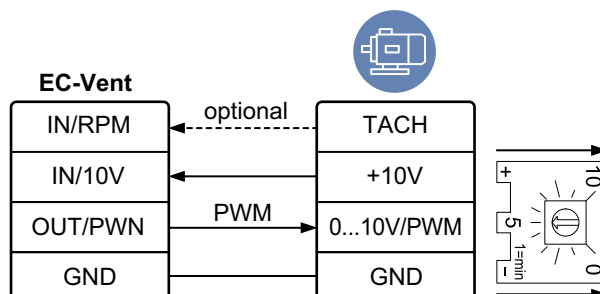 EC-Vent
IN/RPM
optional
TACH
IN/10V
+10V
OUT/PWN
PWM
0...10V/PWM
GND
GND
+
5
-
1=min
10
0